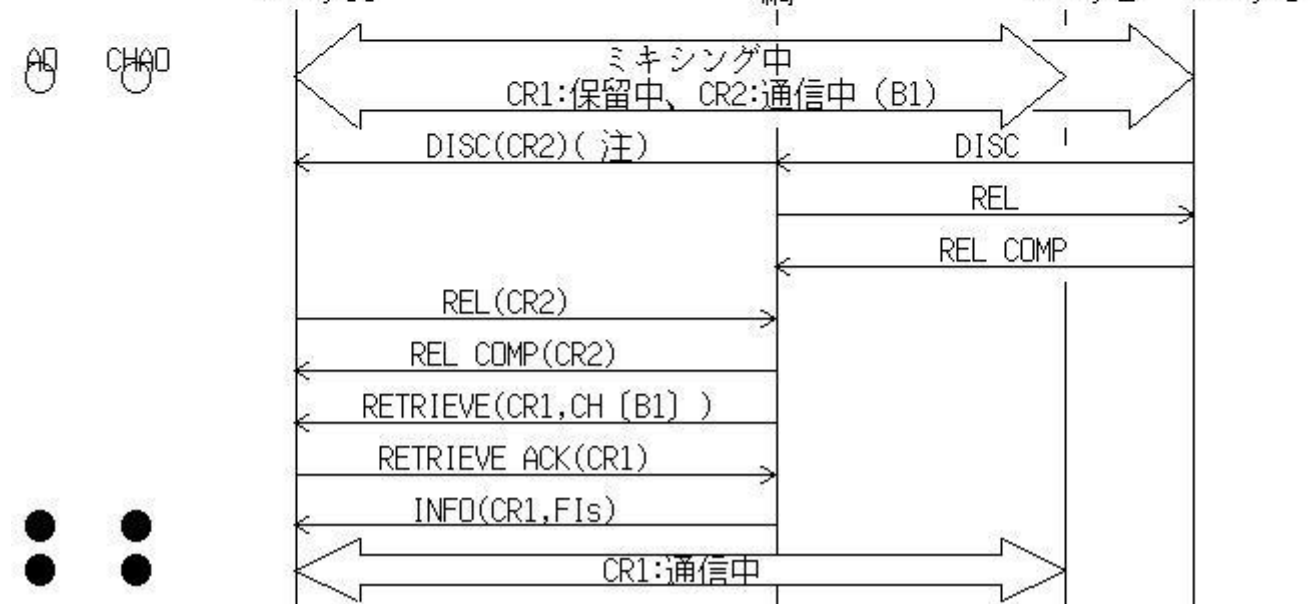 網
AO CHAO
ミキシング中
CR1:保留中、CR2:通信中 (B1)
DISC(CR2)( 注) DISC
REL
REL COMP
REL(CR2)
REL COMP(CR2)
RETRIEVE(CR1,CH [B1] )
RETRIEVE ACK(CR1)
INFO(CR1,FIs)
CR1:通信中